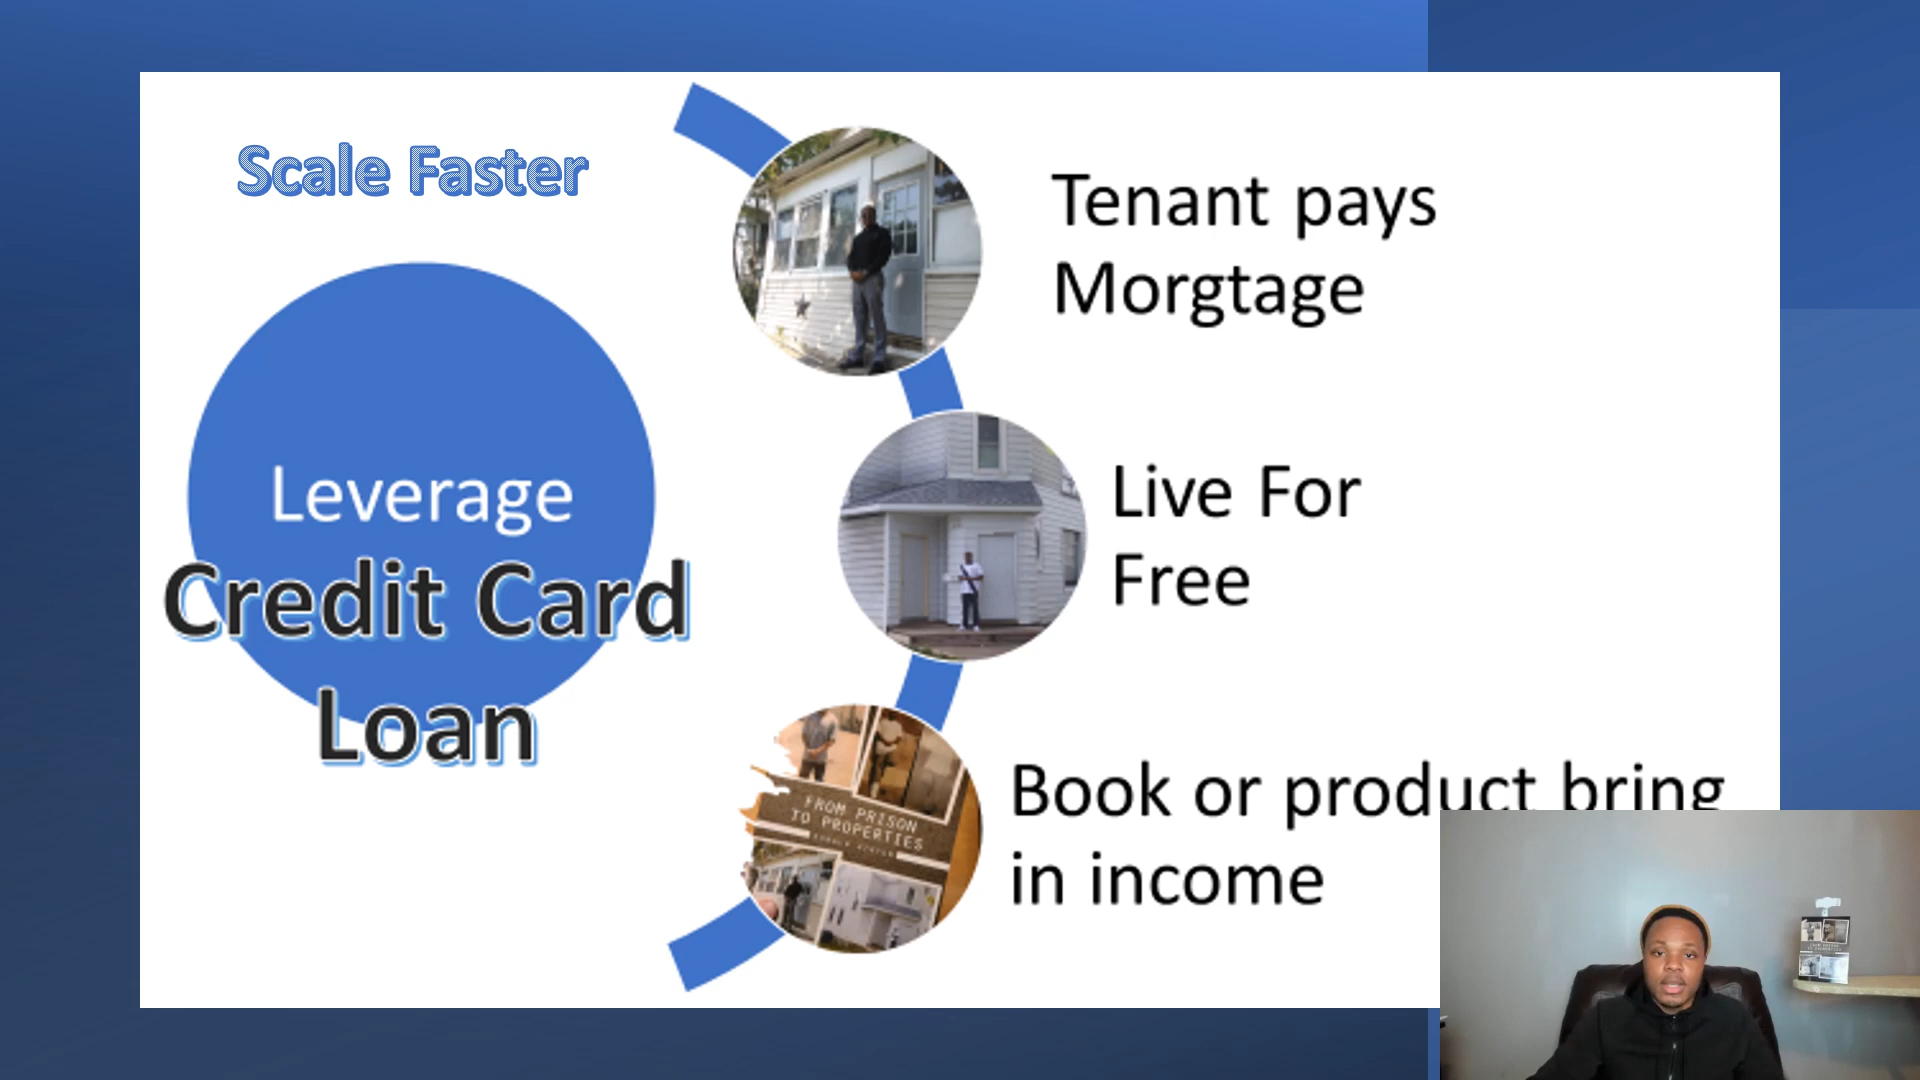 Scale Faster
Leverage
Credit Card
Loan
Tenant pays
Morgtage
Live For
Free
Book or product bring
in income
FROM PRISON
TO PROPERTIES